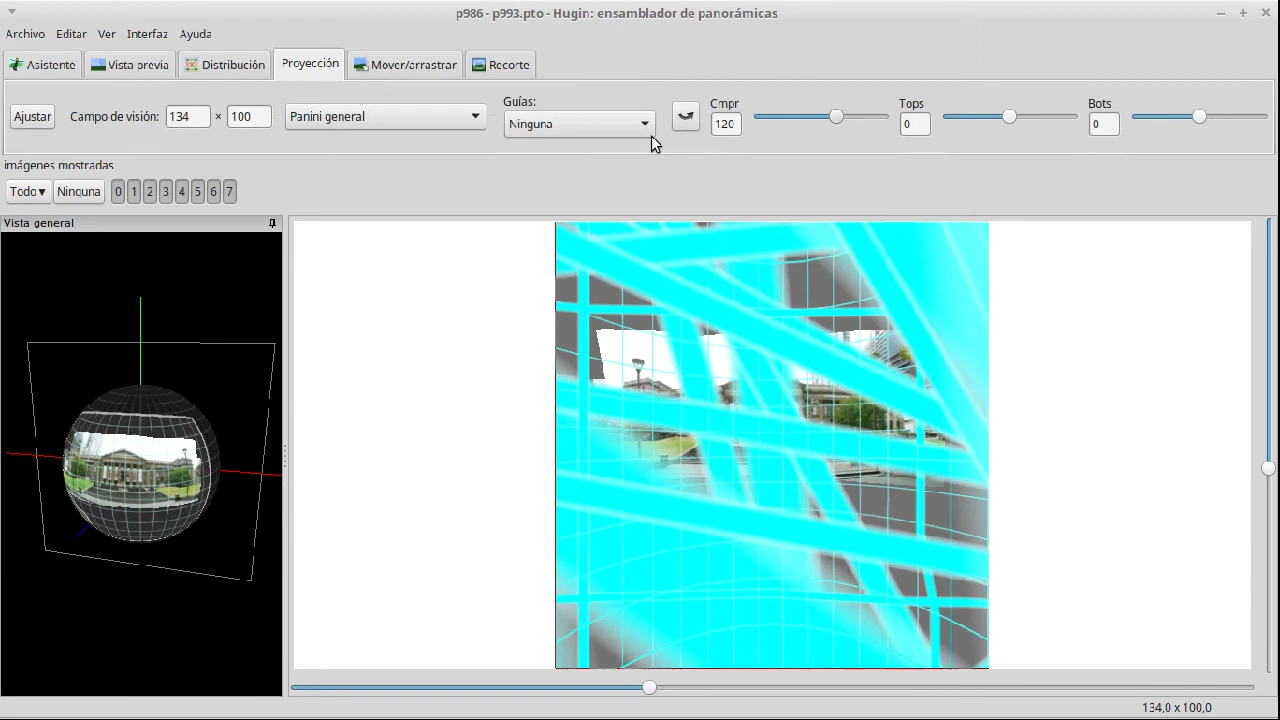 p986 - p993.pto - Hugin: ensamblador de panorámicas
Archivo Editar Ver Interfaz Ayuda
Asistente Vista previa Distribución Proyección Mover/arrastrar Recorte
Ajustar Campo de visión: 134 × 100 Panini general Guías: Ninguna Cmpr 120 Tops 0 Bots 0
imágenes mostradas
Todo▾ Ninguna 0 1 2 3 4 5 6 7
Vista general
134,0 x 100,0